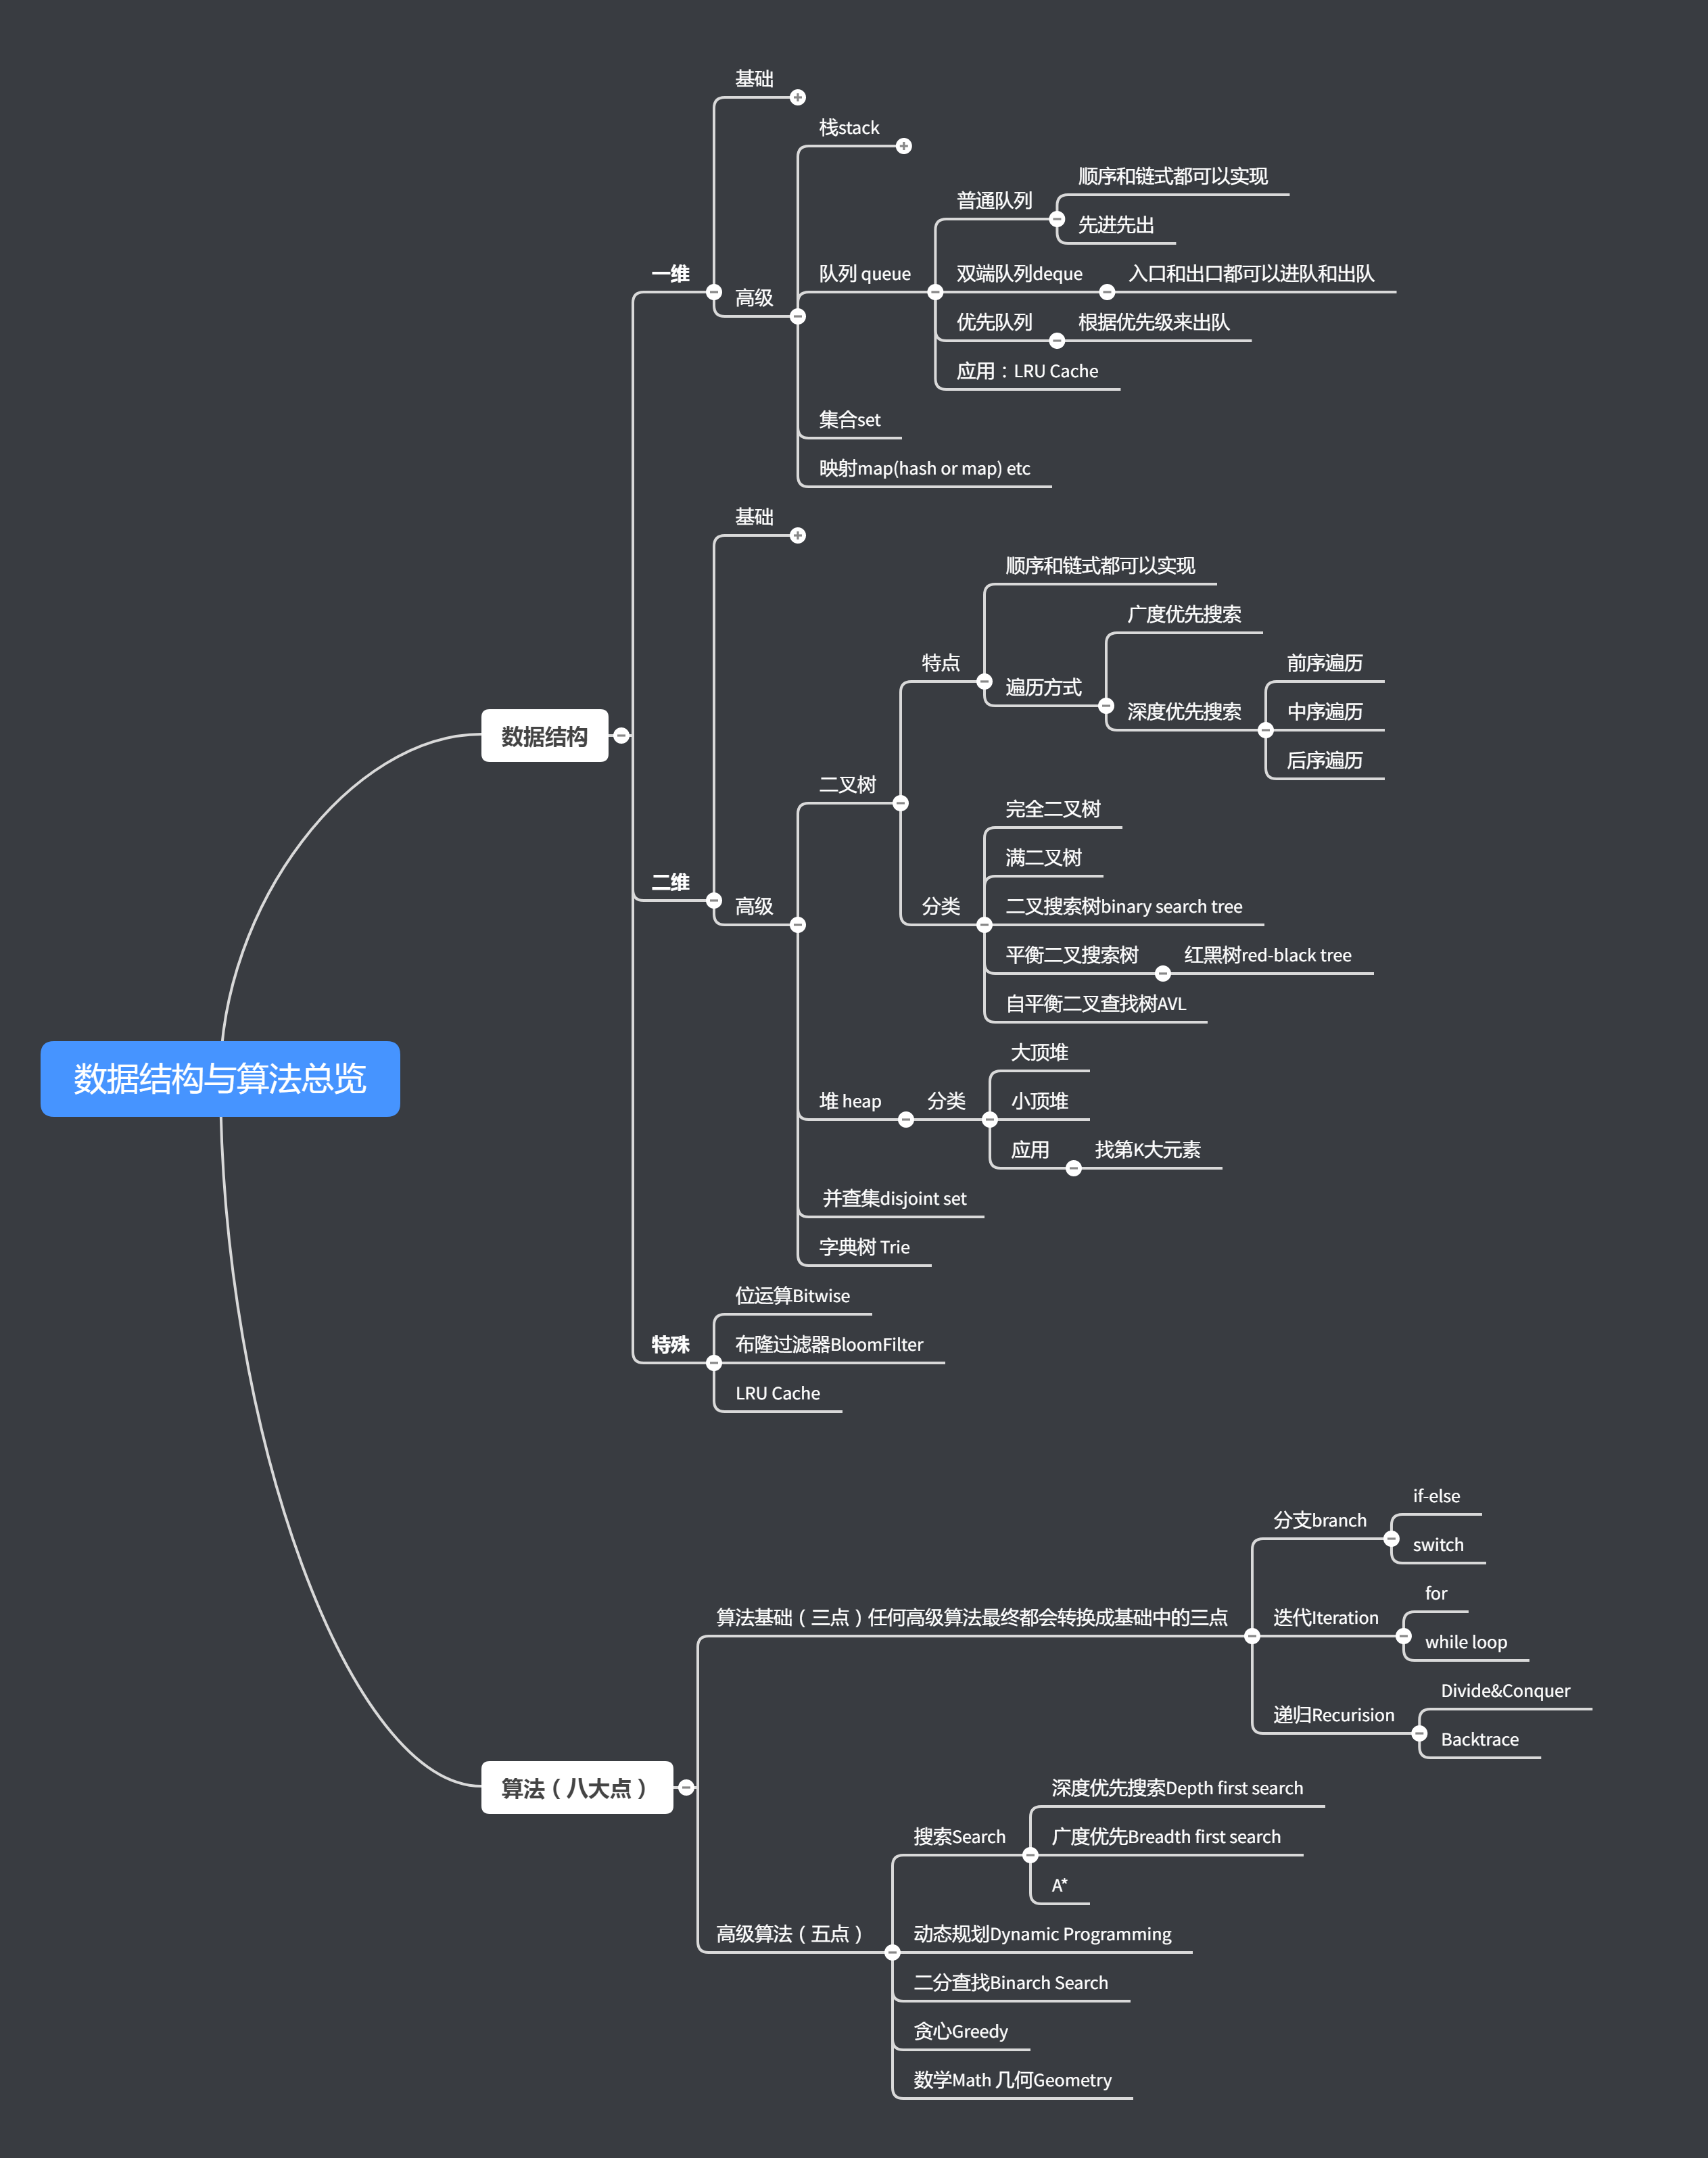 基础
栈stack
顺序和链式都可以实现
普通队列
先进先出
一维
队列 queue
双端队列deque
入口和出口都可以进队和出队
高级
优先队列
根据优先级来出队
应用：LRU Cache
集合set
映射map(hash or map) etc
基础
顺序和链式都可以实现
广度优先搜索
特点
前序遍历
遍历方式
深度优先搜索
中序遍历
数据结构
后序遍历
二叉树
完全二叉树
满二叉树
二维
高级
分类
二叉搜索树binary search tree
平衡二叉搜索树
红黑树red-black tree
自平衡二叉查找树AVL
大顶堆
数据结构与算法总览
堆 heap
分类
小顶堆
应用
找第K大元素
并查集disjoint set
字典树 Trie
位运算Bitwise
特殊
布隆过滤器BloomFilter
LRU Cache
if-else
分支branch
switch
for
算法基础（三点）任何高级算法最终都会转换成基础中的三点
迭代Iteration
while loop
Divide&Conquer
递归Recurision
Backtrace
算法（八大点）
深度优先搜索Depth first search
搜索Search
广度优先Breadth first search
A*
高级算法（五点）
动态规划Dynamic Programming
二分查找Binarch Search
贪心Greedy
数学Math 几何Geometry